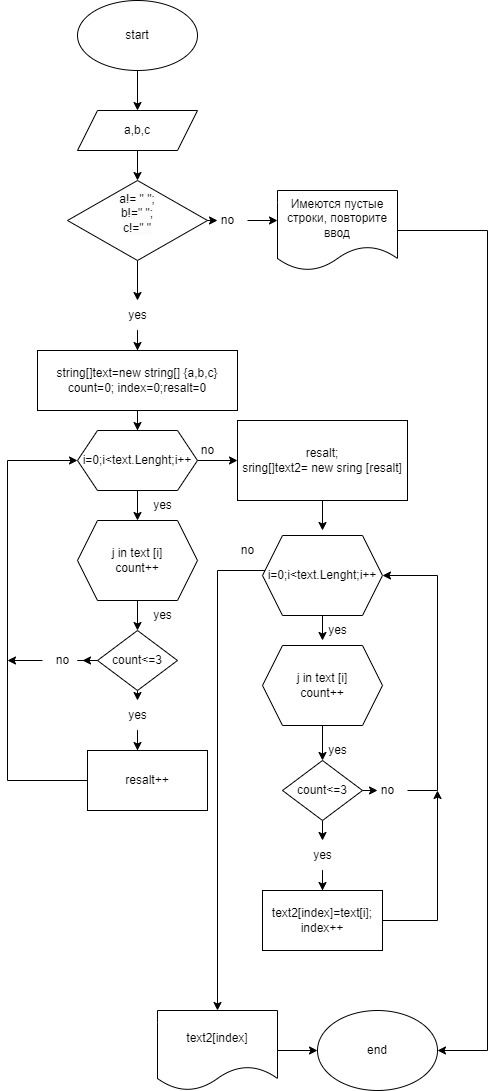 start
a,b,c
a!= " ";
b!=" ";
c!=" "
no
Имеются пустые
строки, повторите
ввод
yes
string[]text=new string[] {a,b,c}
count=0; index=0;resalt=0
i=0;i<text.Lenght;i++
no
resalt;
sring[]text2= new sring [resalt]
yes
j in text [i]
count++
no
i=0;i<text.Lenght;i++
yes
yes
count<=3
no
j in text [i]
count++
yes
yes
resalt++
count<=3
no
yes
text2[index]=text[i];
index++
text2[index]
end